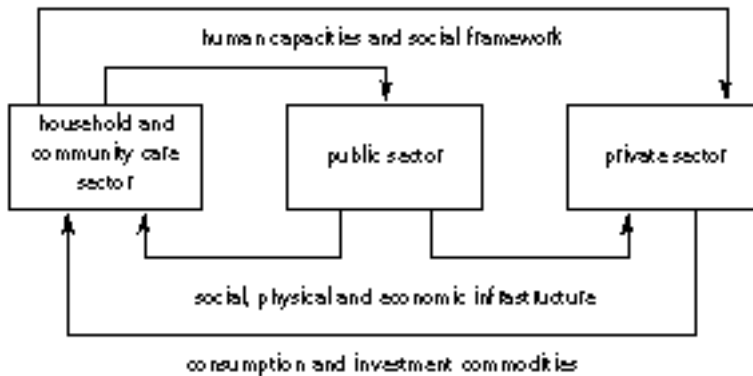 human capacities and social framework
household and
community care
sector
public sector
private sector
social, physical and economic infrastructure
consumption and investment commodities